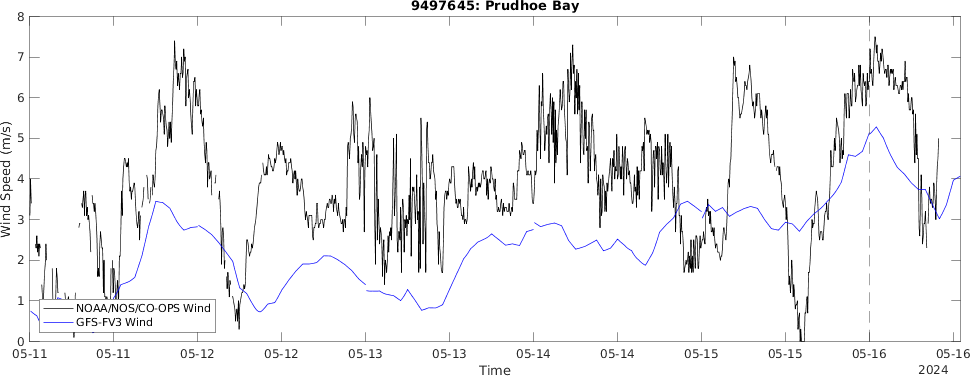 9497645: Prudhoe Bay
Wind Speed (m/s)
8
7
6
5
4
3
2
1
0
NOAA/NOS/CO-OPS Wind
GFS-FV3 Wind
05-11 05-11 05-12 05-12 05-13 05-13 05-14 05-14 05-15 05-15 05-16 05-16
Time
2024